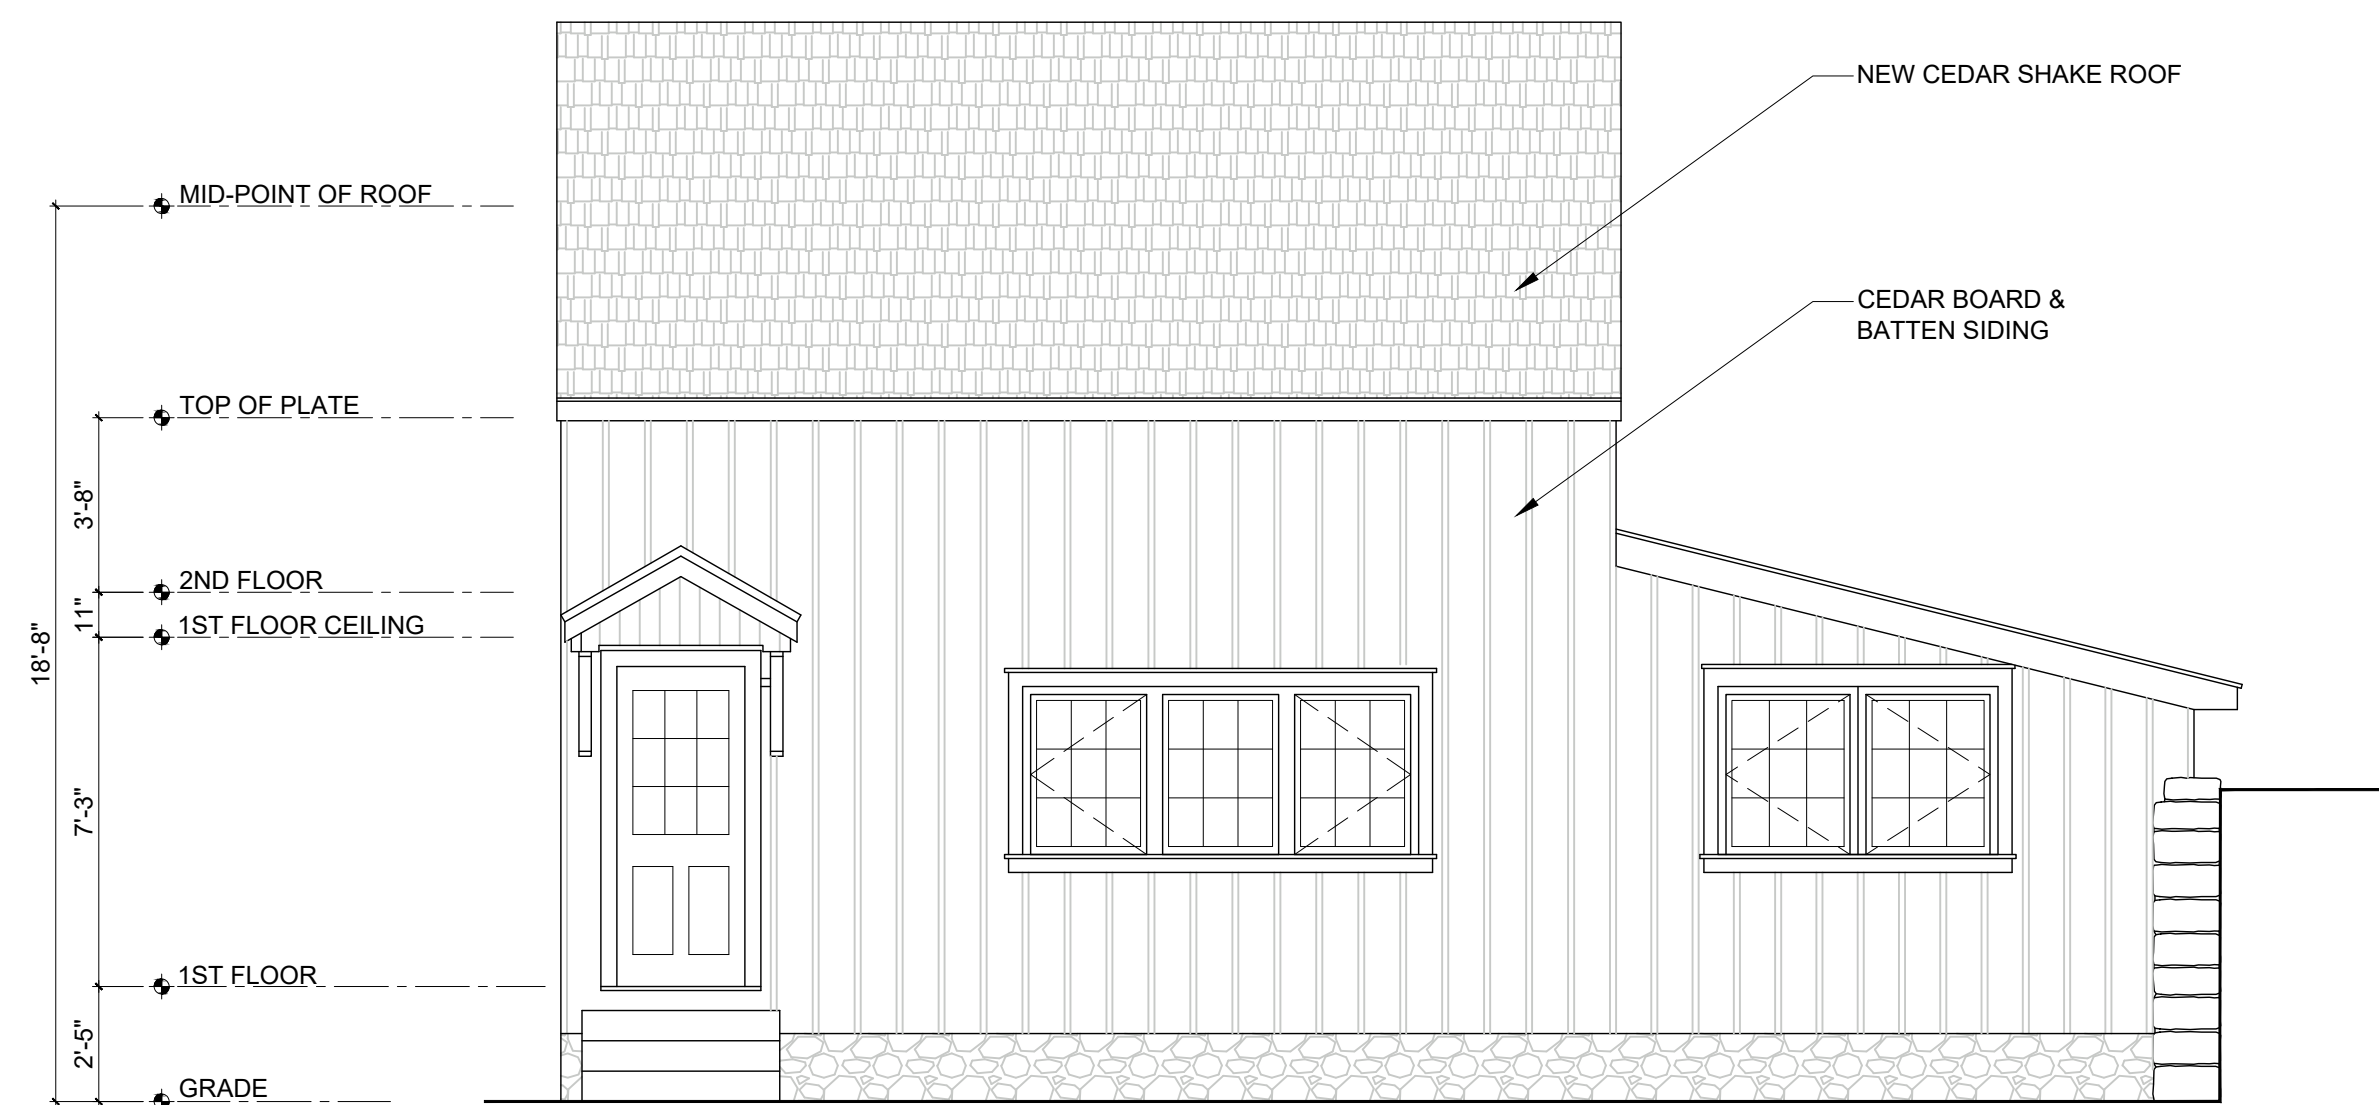 NEW CEDAR SHAKE ROOF
MID-POINT OF ROOF
CEDAR BOARD &
BATTEN SIDING
TOP OF PLATE
3'-8"
2ND FLOOR
11"
1ST FLOOR CEILING
18'-8"
7'-3"
1ST FLOOR
2'-5"
GRADE